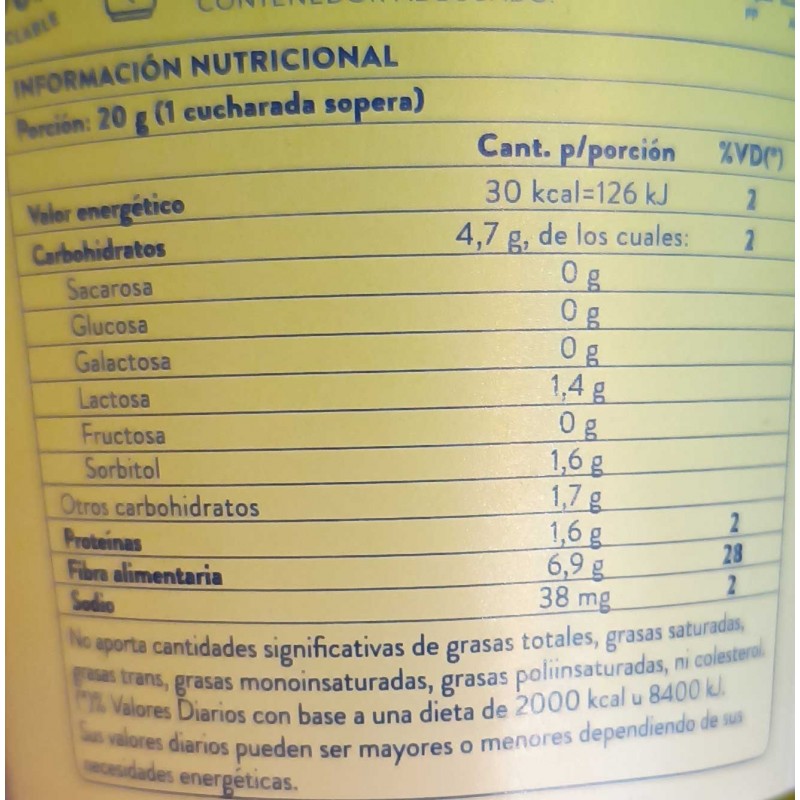 CLABLE
INFORMACIÓN NUTRICIONAL
Porción: 20 g (1 cucharada sopera)
Cant. p/porción %VD(*)
Valor energético 30 kcal=126 kJ 2
Carbohidratos 4,7 g, de los cuales: 2
Sacarosa 0 g
Glucosa 0 g
Galactosa 0 g
Lactosa 1,4 g
Fructosa 0 g
Sorbitol 1,6 g
Otros carbohidratos 1,7 g
Proteínas 1,6 g 2
Fibra alimentaria 6,9 g 28
Sodio 38 mg 2
No aporta cantidades significativas de grasas totales, grasas saturadas,
grasas trans, grasas monoinsaturadas, grasas poliinsaturadas, ni colesterol.
(*)% Valores Diarios con base a una dieta de 2000 kcal u 8400 kJ.
Sus valores diarios pueden ser mayores o menores dependiendo de sus
necesidades energéticas.